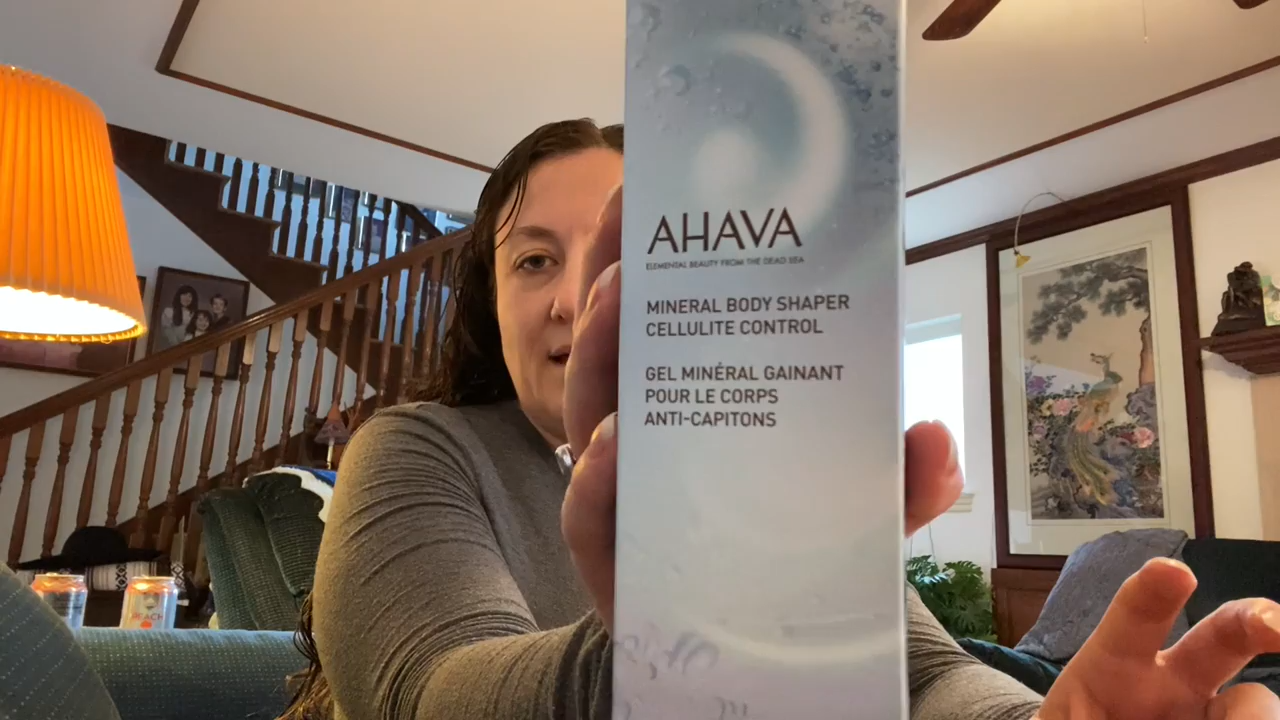 AHAVA
ELEMENTAL BEAUTY FROM THE DEAD SEA
MINERAL BODY SHAPER
CELLULITE CONTROL
GEL MINÉRAL GAINANT
POUR LE CORPS
ANTI-CAPITONS
PEACH